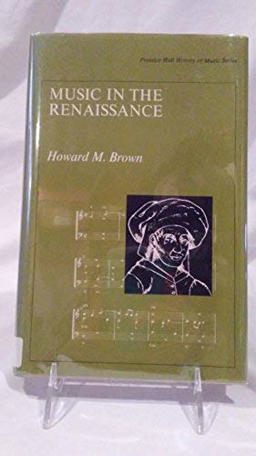 Prentice Hall History of Music Series
MUSIC IN THE
RENAISSANCE
Howard M. Brown